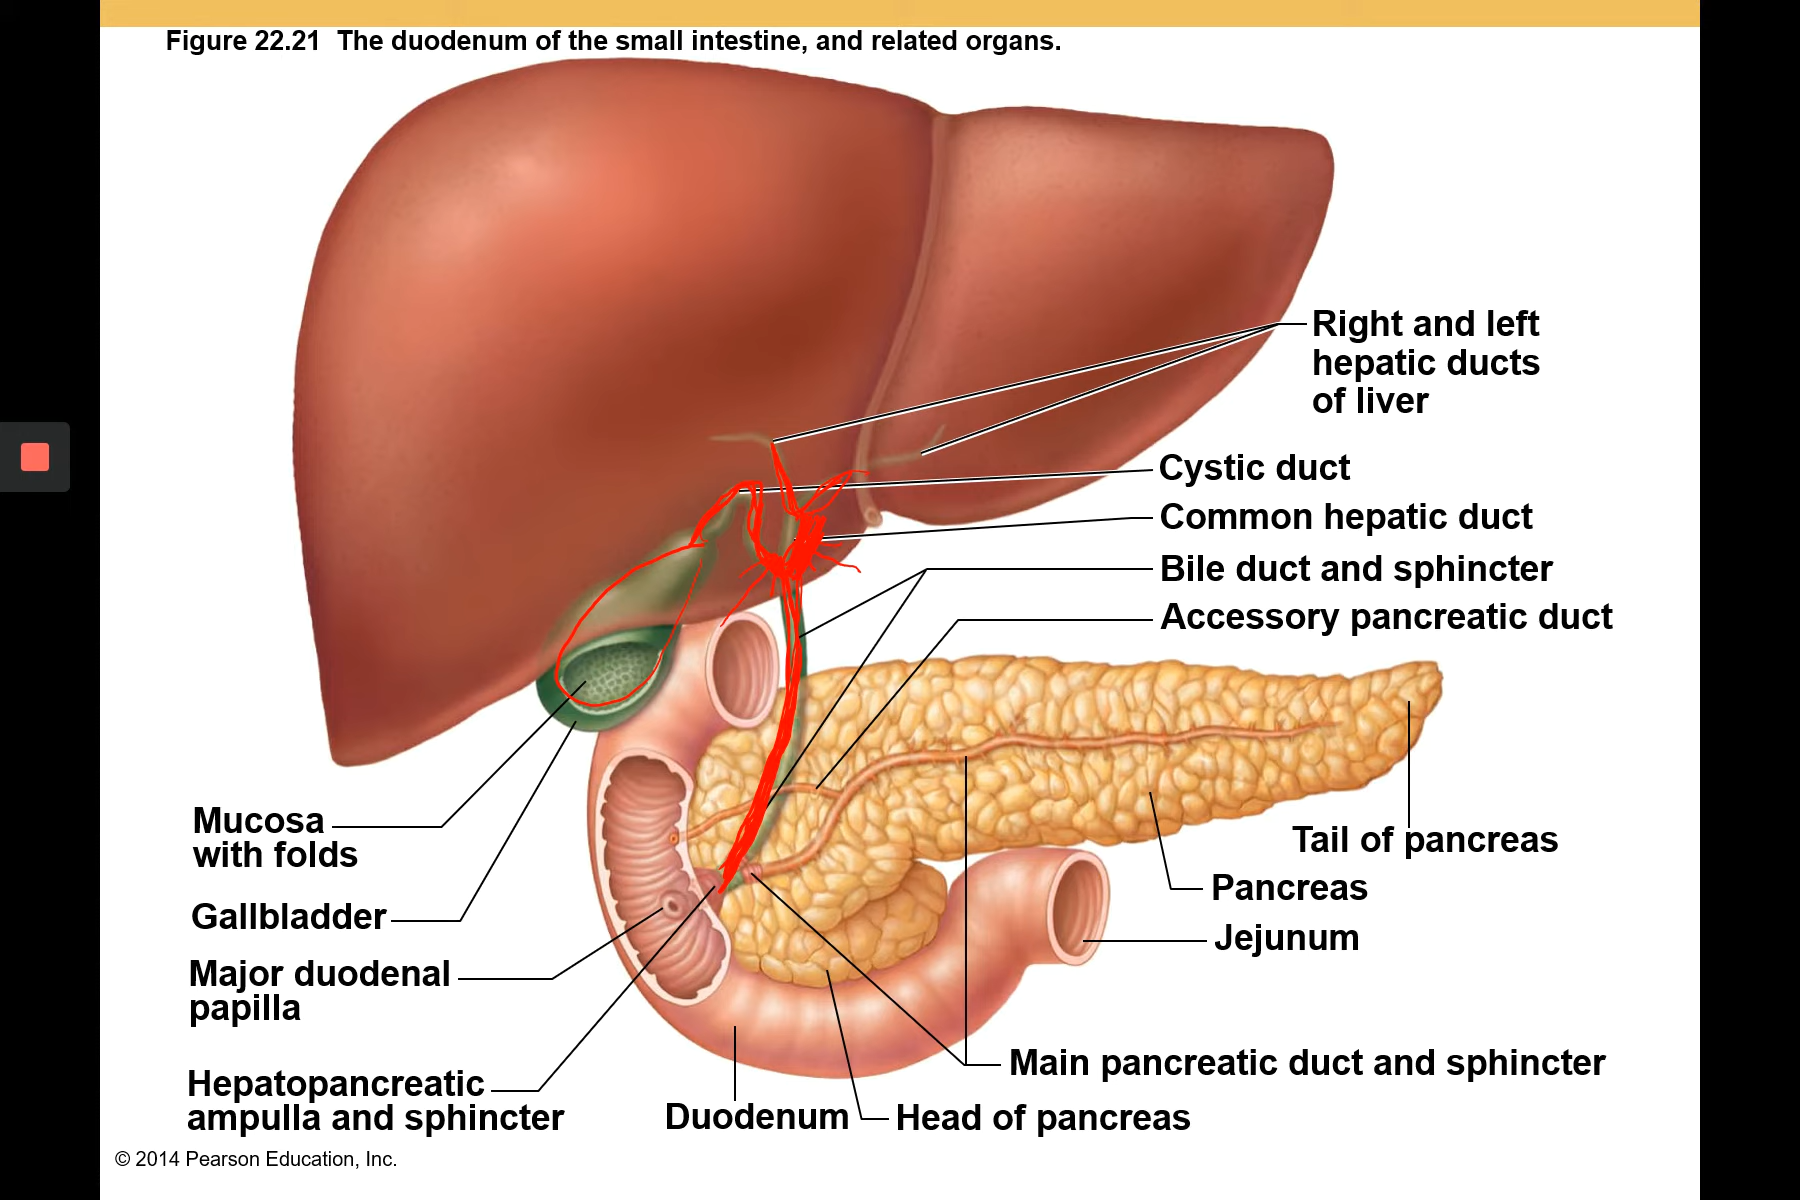 Figure 22.21  The duodenum of the small intestine, and related organs.
Right and left
hepatic ducts
of liver
Cystic duct
Common hepatic duct
Bile duct and sphincter
Accessory pancreatic duct
Mucosa
with folds
Tail of pancreas
Pancreas
Gallbladder
Jejunum
Major duodenal
papilla
Main pancreatic duct and sphincter
Hepatopancreatic
ampulla and sphincter
Duodenum
Head of pancreas
© 2014 Pearson Education, Inc.